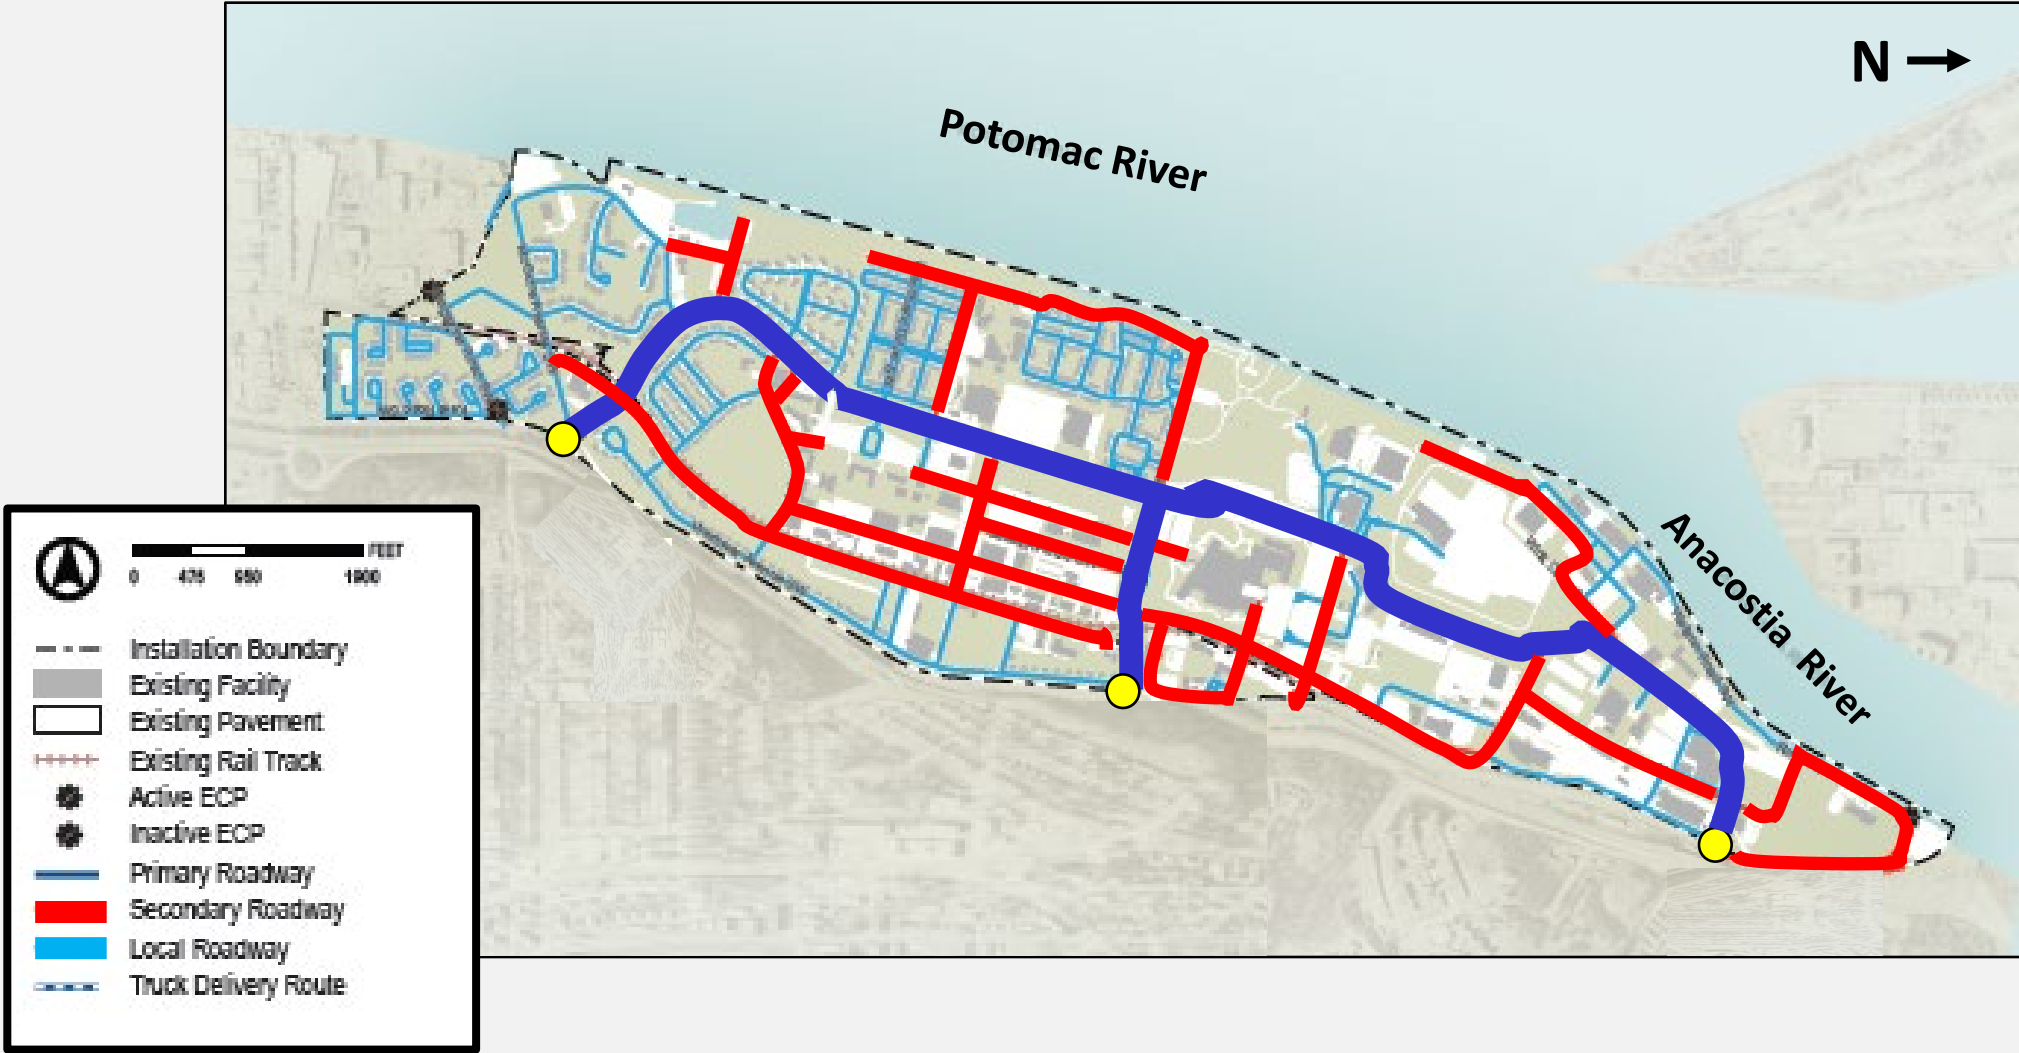 N
Potomac River
Anacostia River
FEET
0 475 950 1900
Installation Boundary
Existing Facility
Existing Pavement
Existing Rail Track
Active ECP
Inactive ECP
Primary Roadway
Secondary Roadway
Local Roadway
Truck Delivery Route